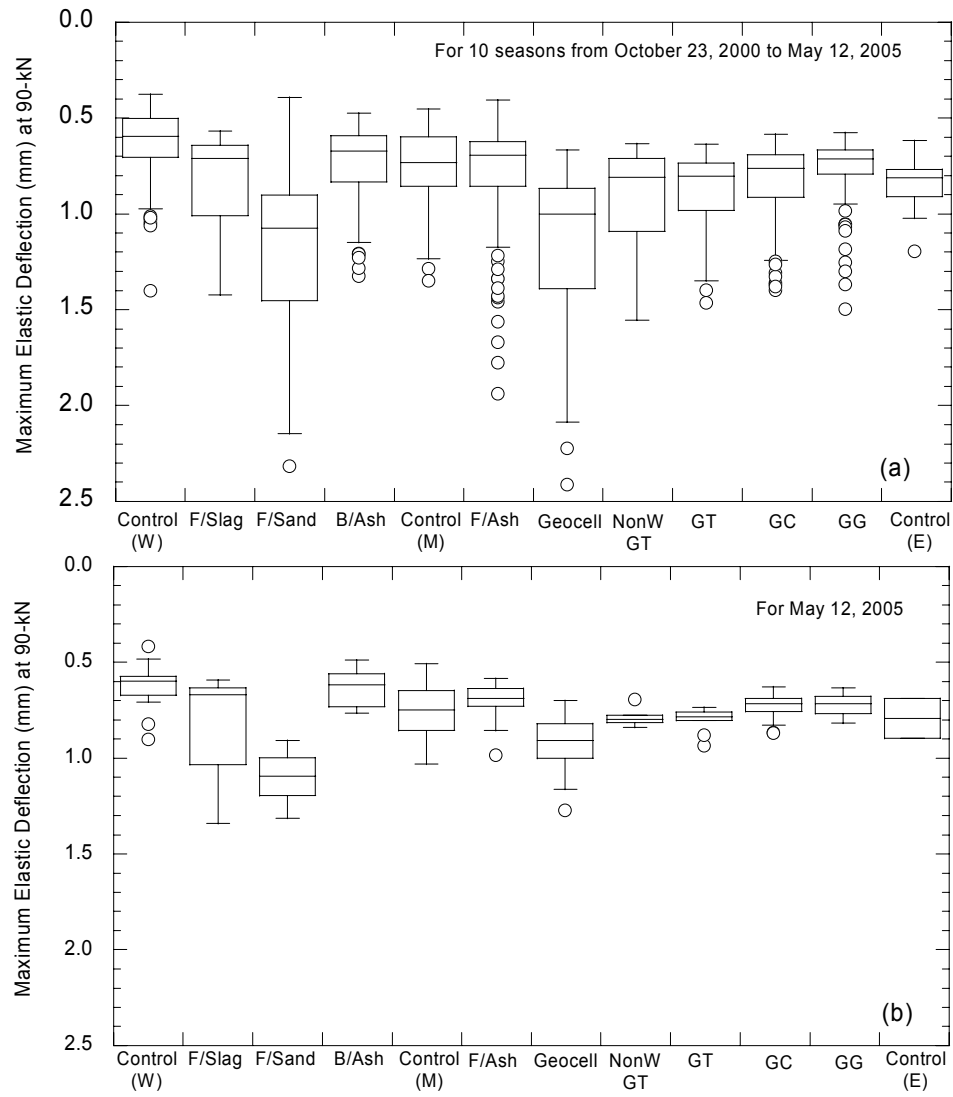 0.0
For 10 seasons from October 23, 2000 to May 12, 2005
0.5
1.0
1.5
2.0
2.5
Maximum Elastic Deflection (mm) at 90-kN
(a)
Control
(W)
F/Slag
F/Sand
B/Ash
Control
(M)
F/Ash
Geocell
NonW
GT
GT
GC
GG
Control
(E)
0.0
For May 12, 2005
0.5
1.0
1.5
2.0
2.5
Maximum Elastic Deflection (mm) at 90-kN
(b)
Control
(W)
F/Slag
F/Sand
B/Ash
Control
(M)
F/Ash
Geocell
NonW
GT
GT
GC
GG
Control
(E)